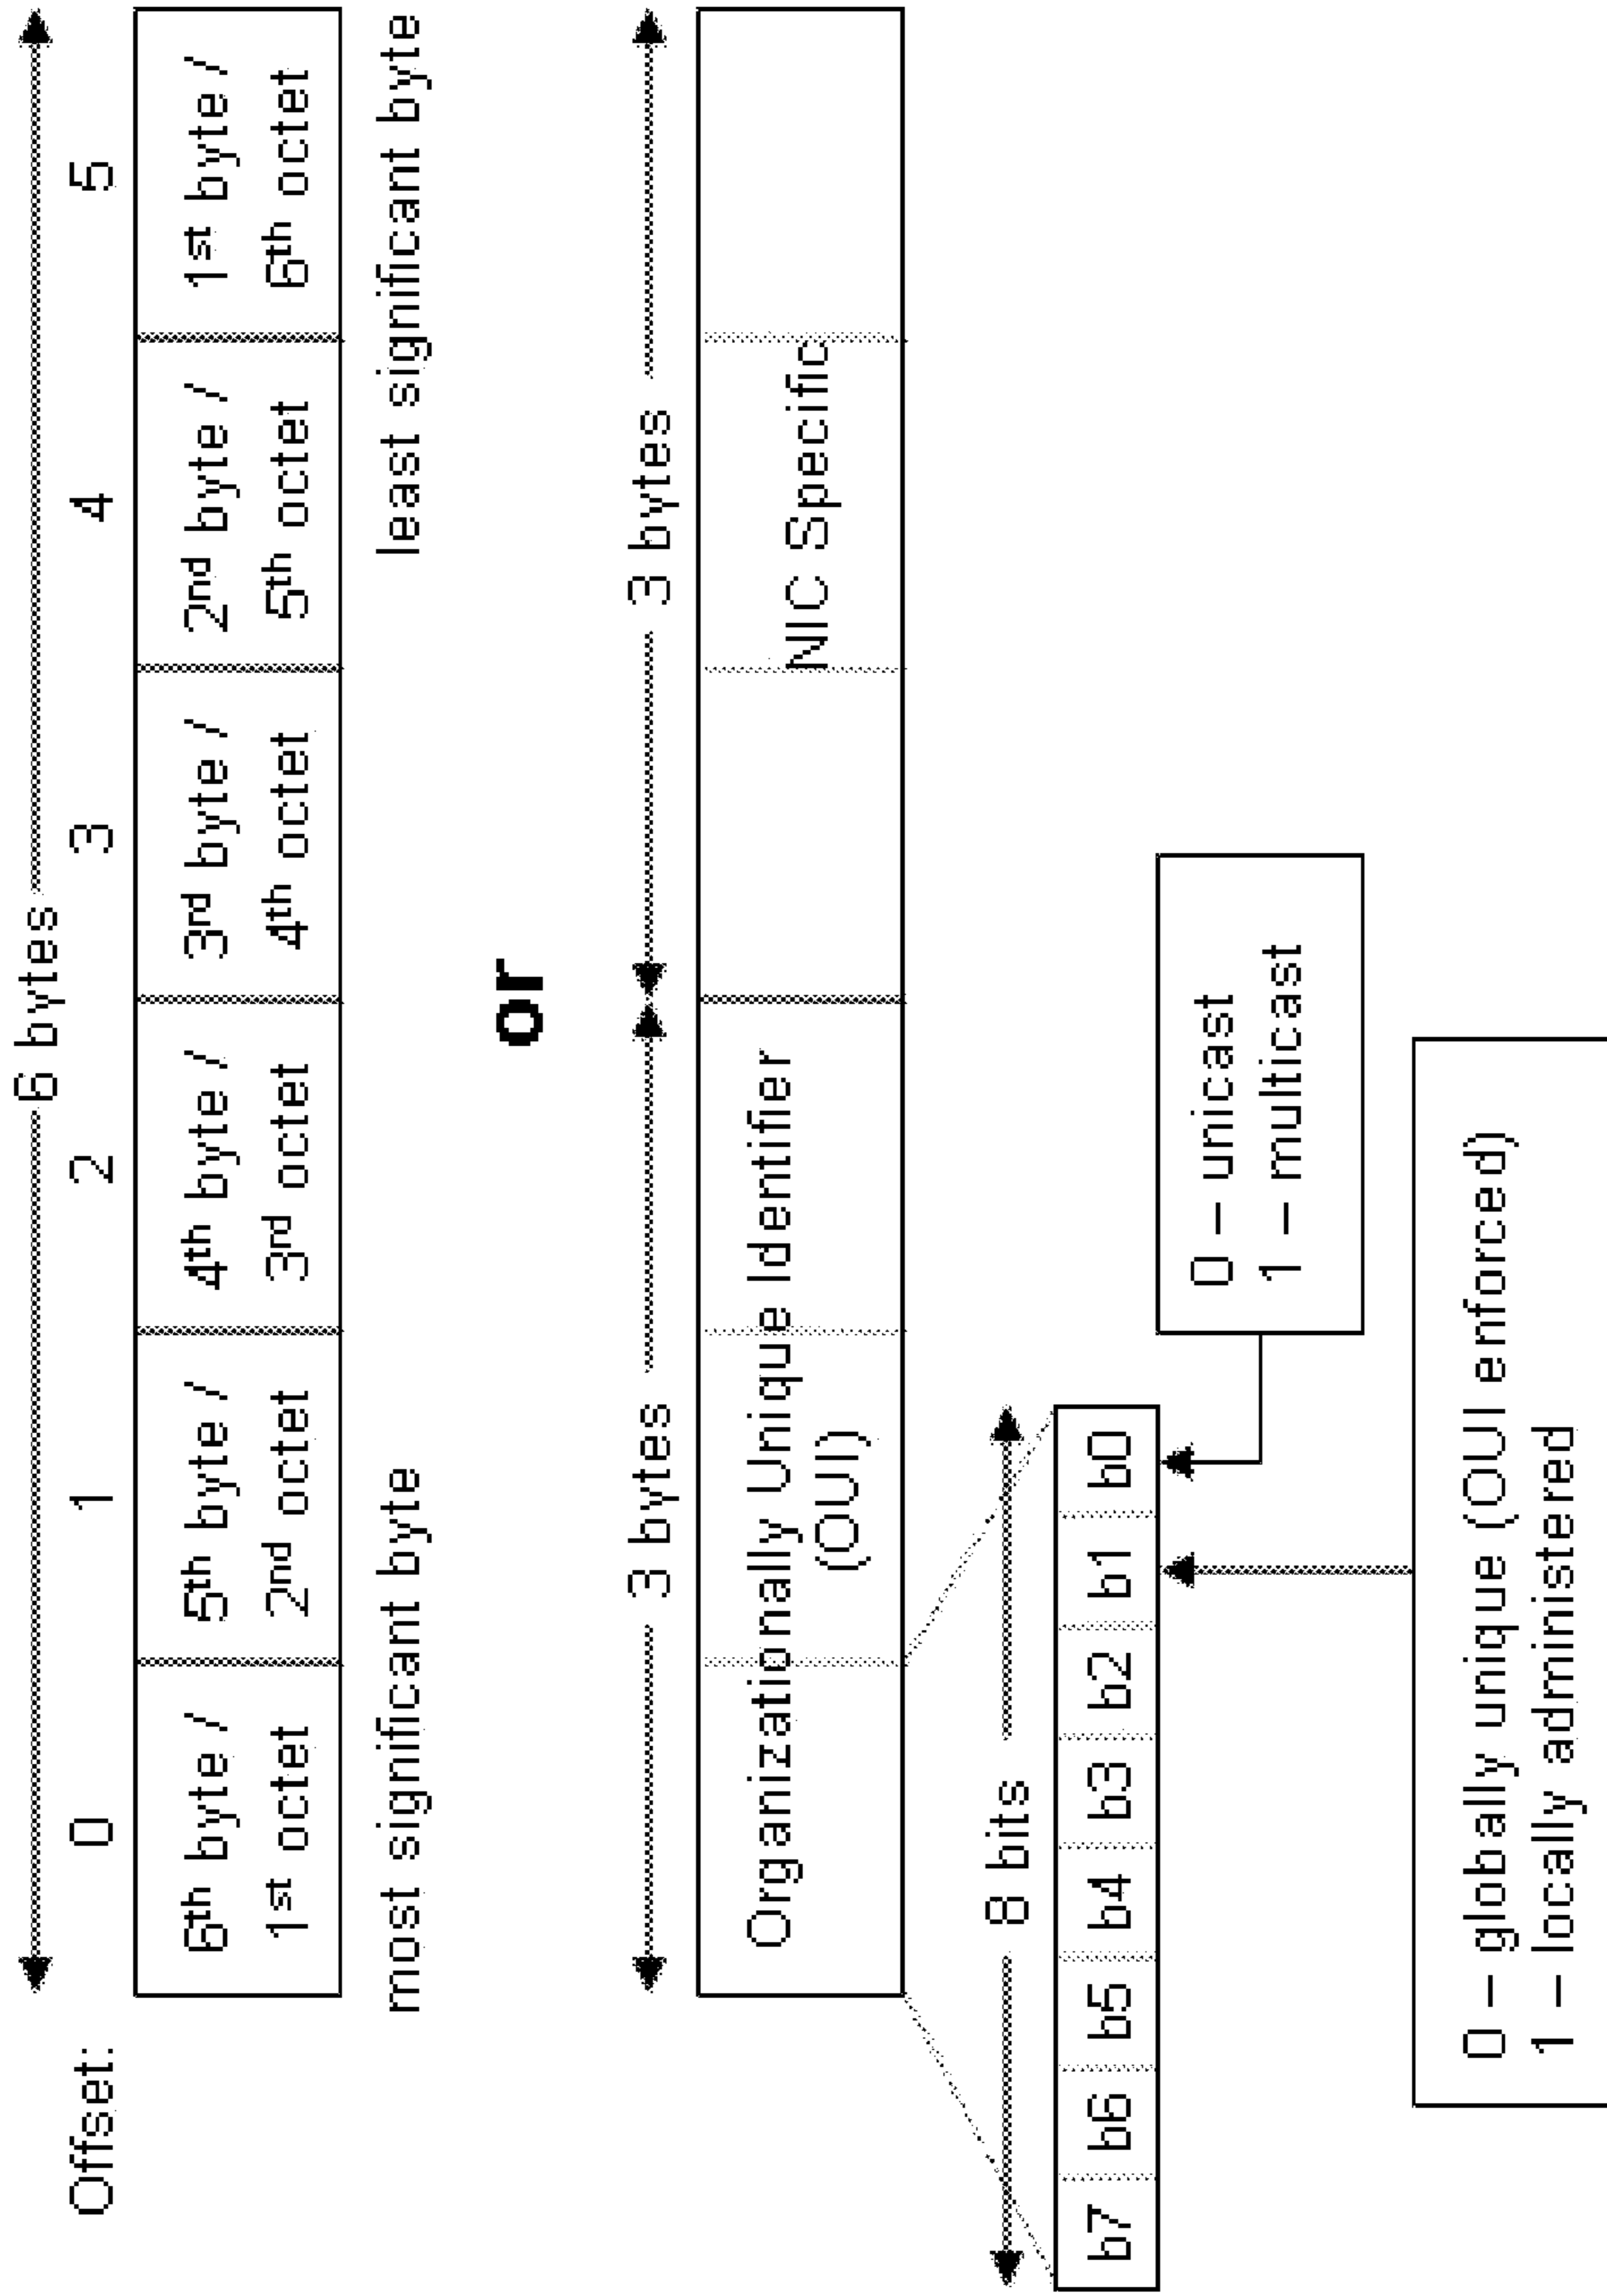 6 bytes
Offset: 0 1 2 3 4 5
6th byte / 5th byte / 4th byte / 3rd byte / 2nd byte / 1st byte /
1st octet 2nd octet 3rd octet 4th octet 5th octet 6th octet
most significant byte least significant byte
or
3 bytes 3 bytes
Organizationally Unique Identifier
(OUI)
NIC Specific
8 bits
b7 b6 b5 b4 b3 b2 b1 b0
0 – unicast
1 – multicast
0 – globally unique (OUI enforced)
1 – locally administered